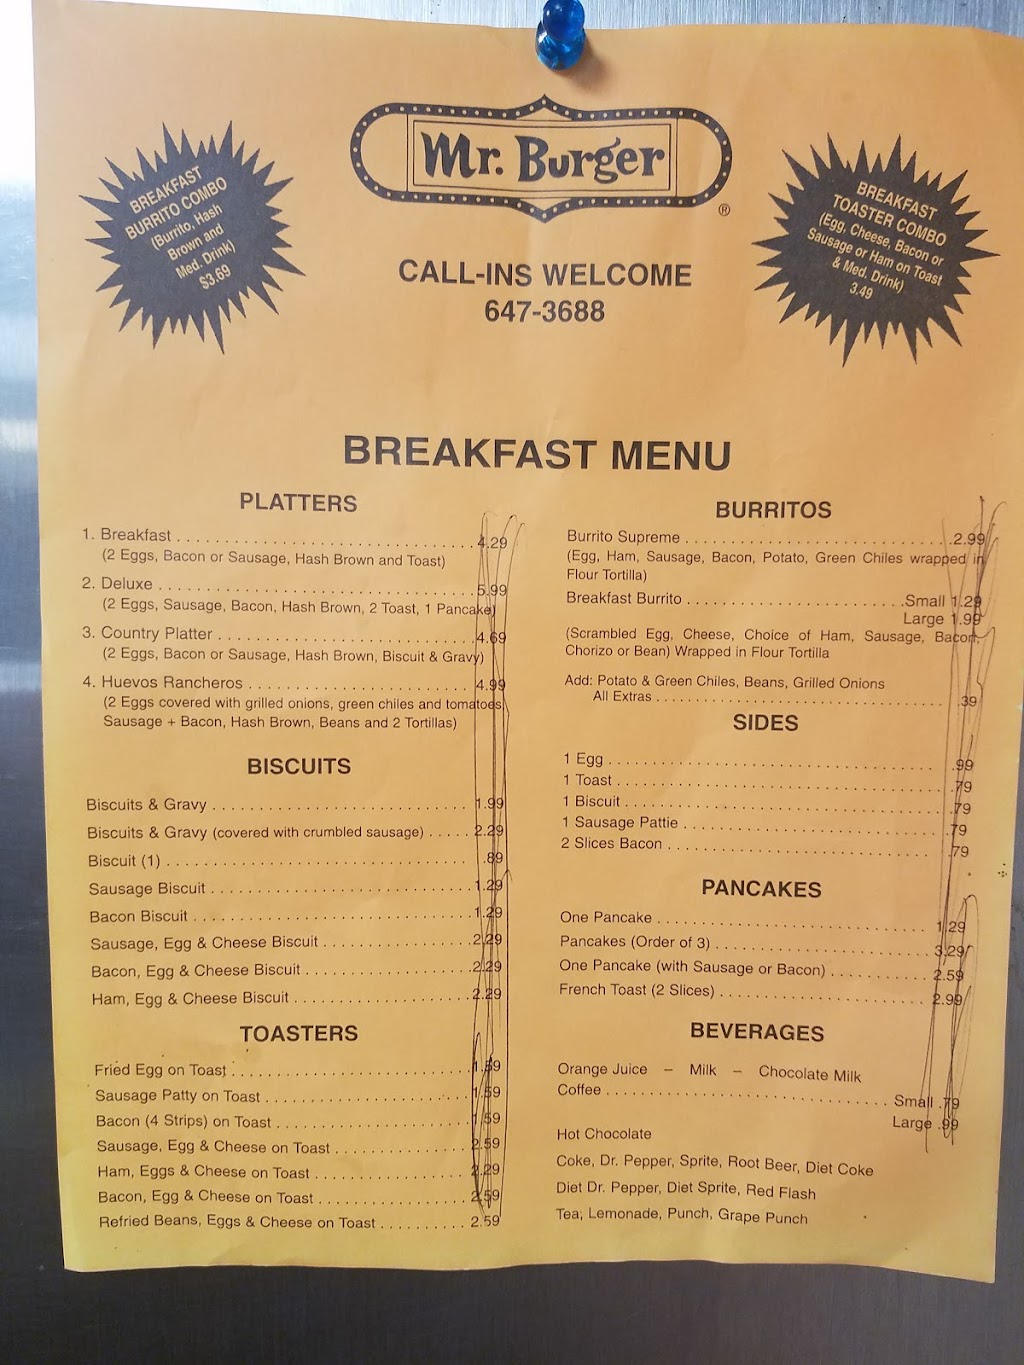 BREAKFAST
BURRITO COMBO
(Burrito, Hash
Brown and
Med. Drink)
$3.69
Mr. Burger
®
CALL-INS WELCOME
647-3688
BREAKFAST
TOASTER COMBO
(Egg, Cheese, Bacon or
Sausage or Ham on Toast
& Med. Drink)
3.49
BREAKFAST MENU
PLATTERS
1. Breakfast . . . . . . . . . . 4.29
(2 Eggs, Bacon or Sausage, Hash Brown and Toast)
2. Deluxe . . . . . . . . . . 5.99
(2 Eggs, Sausage, Bacon, Hash Brown, 2 Toast, 1 Pancake)
3. Country Platter . . . . . . . . . . 4.69
(2 Eggs, Bacon or Sausage, Hash Brown, Biscuit & Gravy)
4. Huevos Rancheros . . . . . . . . . . 4.99
(2 Eggs covered with grilled onions, green chiles and tomatoes,
Sausage + Bacon, Hash Brown, Beans and 2 Tortillas)
BISCUITS
Biscuits & Gravy . . . . . . . . . . 1.99
Biscuits & Gravy (covered with crumbled sausage) . . . . . 2.29
Biscuit (1) . . . . . . . . . . .89
Sausage Biscuit . . . . . . . . . . 1.29
Bacon Biscuit . . . . . . . . . . 1.29
Sausage, Egg & Cheese Biscuit . . . . . . . . . . 2.29
Bacon, Egg & Cheese Biscuit . . . . . . . . . . 2.29
Ham, Egg & Cheese Biscuit . . . . . . . . . . 2.29
TOASTERS
Fried Egg on Toast . . . . . . . . . . 1.59
Sausage Patty on Toast . . . . . . . . . . 1.59
Bacon (4 Strips) on Toast . . . . . . . . . . 1.59
Sausage, Egg & Cheese on Toast . . . . . . . . . . 2.59
Ham, Eggs & Cheese on Toast . . . . . . . . . . 2.29
Bacon, Egg & Cheese on Toast . . . . . . . . . . 2.59
Refried Beans, Eggs & Cheese on Toast . . . . . . . . . . 2.59
BURRITOS
Burrito Supreme . . . . . . . . . . 2.99
(Egg, Ham, Sausage, Bacon, Potato, Green Chiles wrapped in
Flour Tortilla)
Breakfast Burrito . . . . . . . . . . Small 1.29
Large 1.99
(Scrambled Egg, Cheese, Choice of Ham, Sausage, Bacon,
Chorizo or Bean) Wrapped in Flour Tortilla
Add: Potato & Green Chiles, Beans, Grilled Onions
All Extras . . . . . . . . . . .39
SIDES
1 Egg . . . . . . . . . . .99
1 Toast . . . . . . . . . . .79
1 Biscuit . . . . . . . . . . .79
1 Sausage Pattie . . . . . . . . . . .79
2 Slices Bacon . . . . . . . . . . .79
PANCAKES
One Pancake . . . . . . . . . . 1.29
Pancakes (Order of 3) . . . . . . . . . . 3.29
One Pancake (with Sausage or Bacon) . . . . . . . . . . 2.59
French Toast (2 Slices) . . . . . . . . . . 2.99
BEVERAGES
Orange Juice – Milk – Chocolate Milk
Coffee . . . . . . . . . . Small .79
Large .99
Hot Chocolate
Coke, Dr. Pepper, Sprite, Root Beer, Diet Coke
Diet Dr. Pepper, Diet Sprite, Red Flash
Tea, Lemonade, Punch, Grape Punch